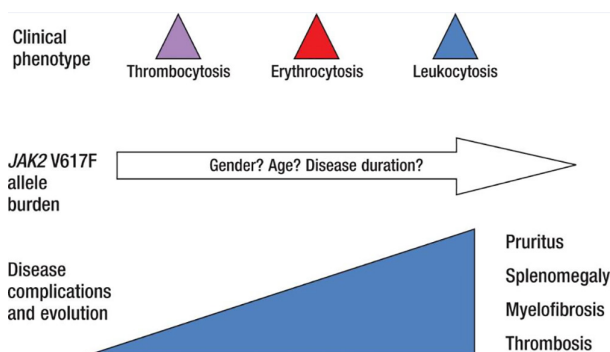 Clinical
phenotype
Thrombocytosis
Erythrocytosis
Leukocytosis
JAK2 V617F
allele
burden
Gender? Age? Disease duration?
Disease
complications
and evolution
Pruritus
Splenomegaly
Myelofibrosis
Thrombosis